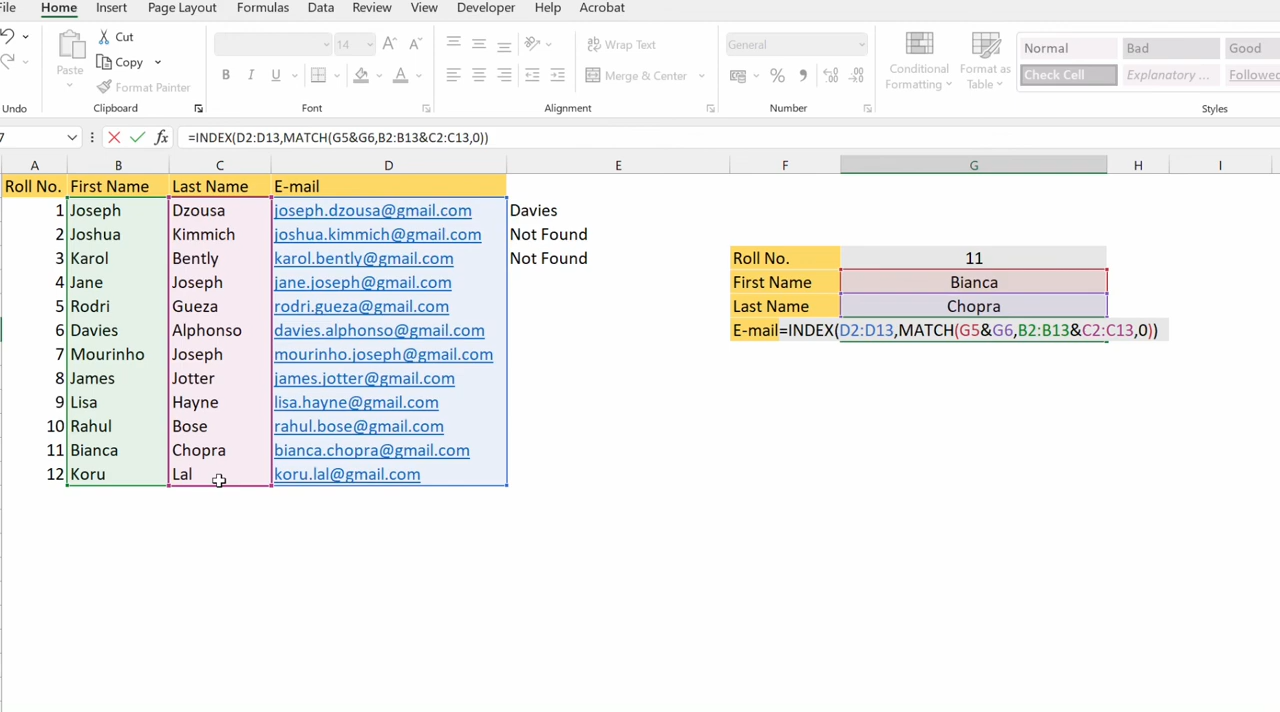 File Home Insert Page Layout Formulas Data Review View Developer Help Acrobat
Paste
Cut
Copy
Format Painter
14
A A
B I U
A
Wrap Text
Merge & Center
General
%
Conditional Formatting
Format as Table
Normal Bad Good
Check Cell Explanatory ... Followed
Undo Clipboard Font Alignment Number Styles
7 fx =INDEX(D2:D13,MATCH(G5&G6,B2:B13&C2:C13,0))
A B C D E F G H I
Roll No. First Name Last Name E-mail
1 Joseph Dzousa joseph.dzousa@gmail.com Davies
2 Joshua Kimmich joshua.kimmich@gmail.com Not Found
3 Karol Bently karol.bently@gmail.com Not Found
4 Jane Joseph jane.joseph@gmail.com
5 Rodri Gueza rodri.gueza@gmail.com
6 Davies Alphonso davies.alphonso@gmail.com
7 Mourinho Joseph mourinho.joseph@gmail.com
8 James Jotter james.jotter@gmail.com
9 Lisa Hayne lisa.hayne@gmail.com
10 Rahul Bose rahul.bose@gmail.com
11 Bianca Chopra bianca.chopra@gmail.com
12 Koru Lal koru.lal@gmail.com
Roll No. 11
First Name Bianca
Last Name Chopra
E-mail =INDEX(D2:D13,MATCH(G5&G6,B2:B13&C2:C13,0))